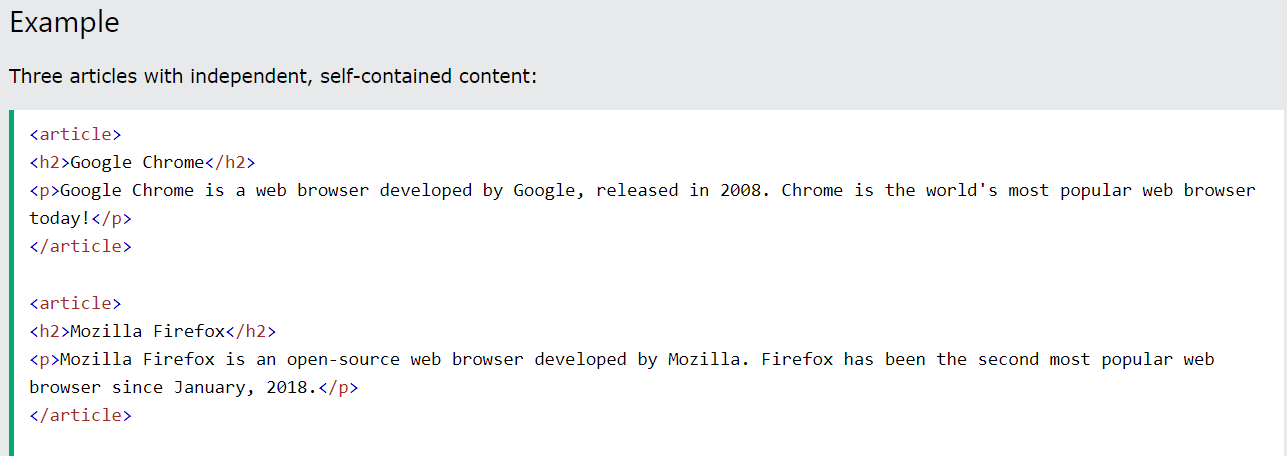 Example
Three articles with independent, self-contained content:
<article>
<h2>Google Chrome</h2>
<p>Google Chrome is a web browser developed by Google, released in 2008. Chrome is the world's most popular web browser
today!</p>
</article>
<article>
<h2>Mozilla Firefox</h2>
<p>Mozilla Firefox is an open-source web browser developed by Mozilla. Firefox has been the second most popular web
browser since January, 2018.</p>
</article>